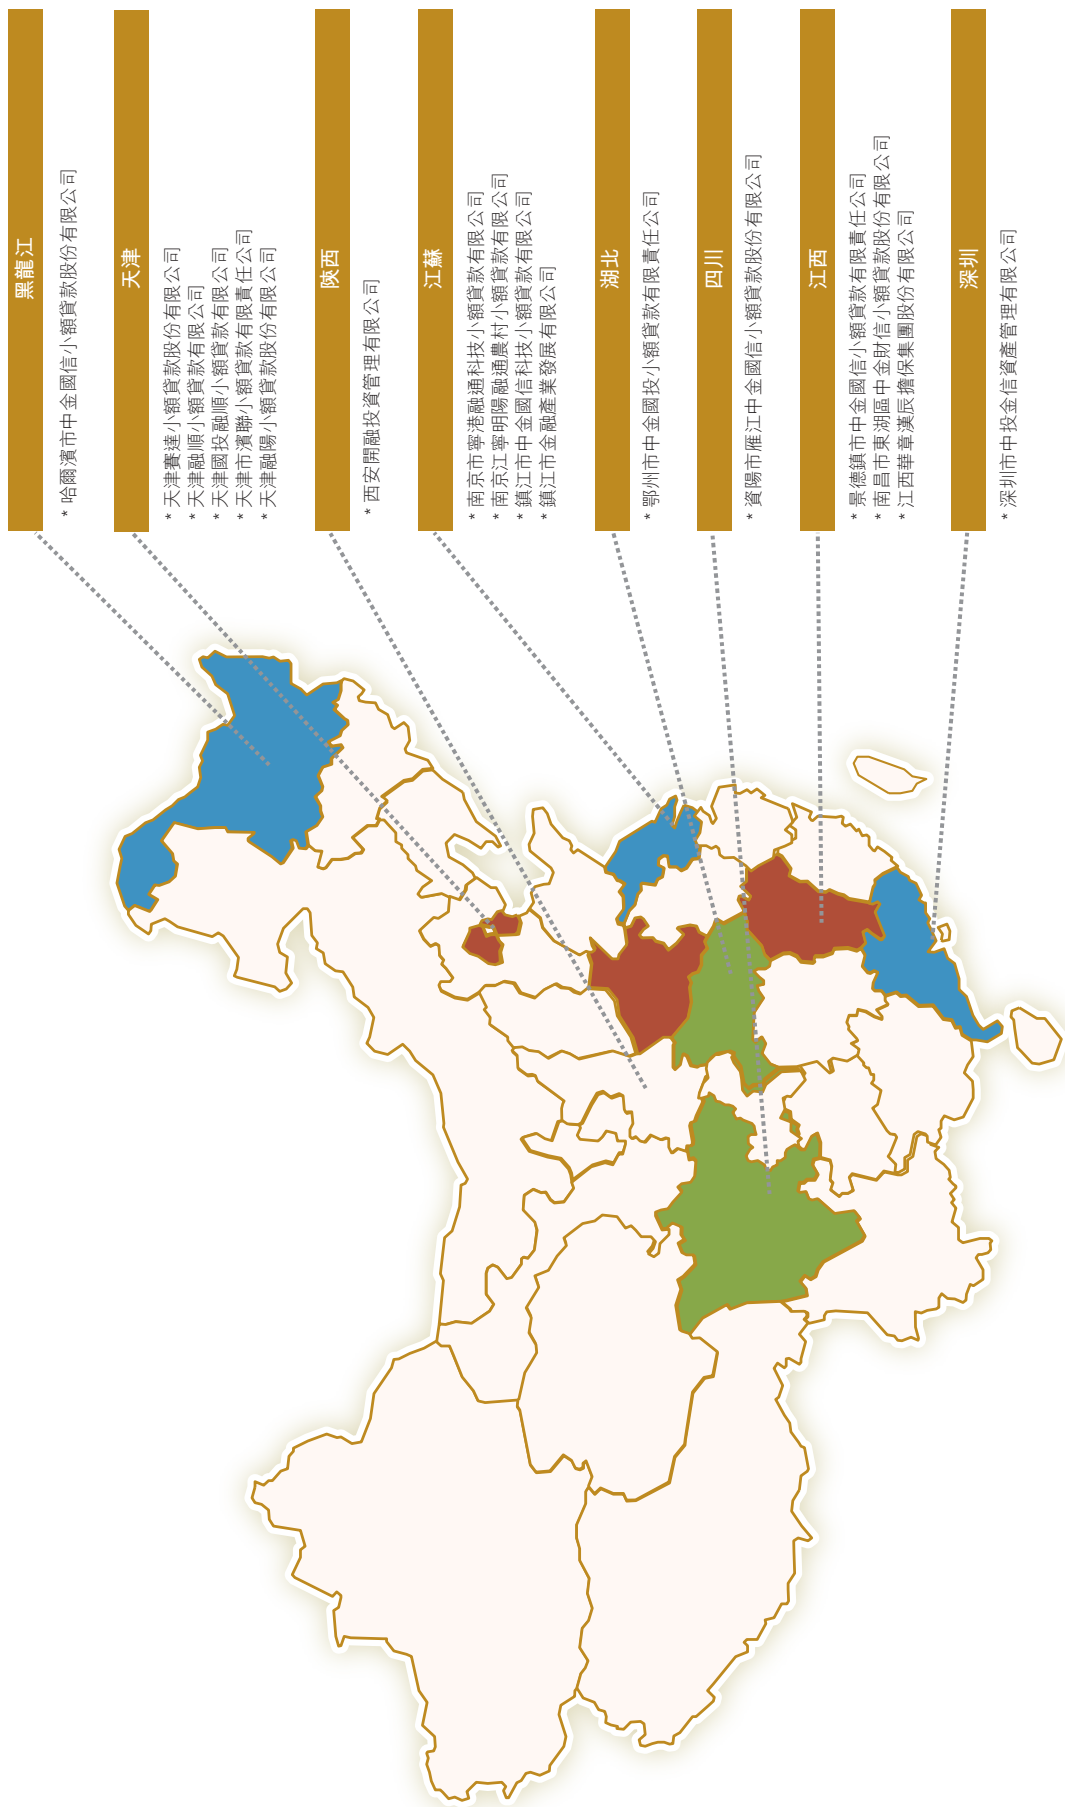 黑龍江
* 哈爾濱市中金國信小額貸款股份有限公司
天津
* 天津賽達小額貸款股份有限公司
* 天津融順小額貸款有限公司
* 天津國投融順小額貸款有限公司
* 天津市濱聯小額貸款有限責任公司
* 天津融陽小額貸款股份有限公司
陝西
* 西安開融投資管理有限公司
江蘇
* 南京市寧港融通科技小額貸款有限公司
* 南京江寧明陽融通農村小額貸款有限公司
* 鎮江市中金國信科技小額貸款有限公司
* 鎮江市金融產業發展有限公司
湖北
* 鄂州市中金國投小額貸款有限責任公司
四川
* 資陽市雁江中金國信小額貸款股份有限公司
江西
* 景德鎮市中金國信小額貸款有限責任公司
* 南昌市東湖區中金財信小額貸款股份有限公司
* 江西華章漢辰擔保集團股份有限公司
深圳
* 深圳市中投金信資產管理有限公司